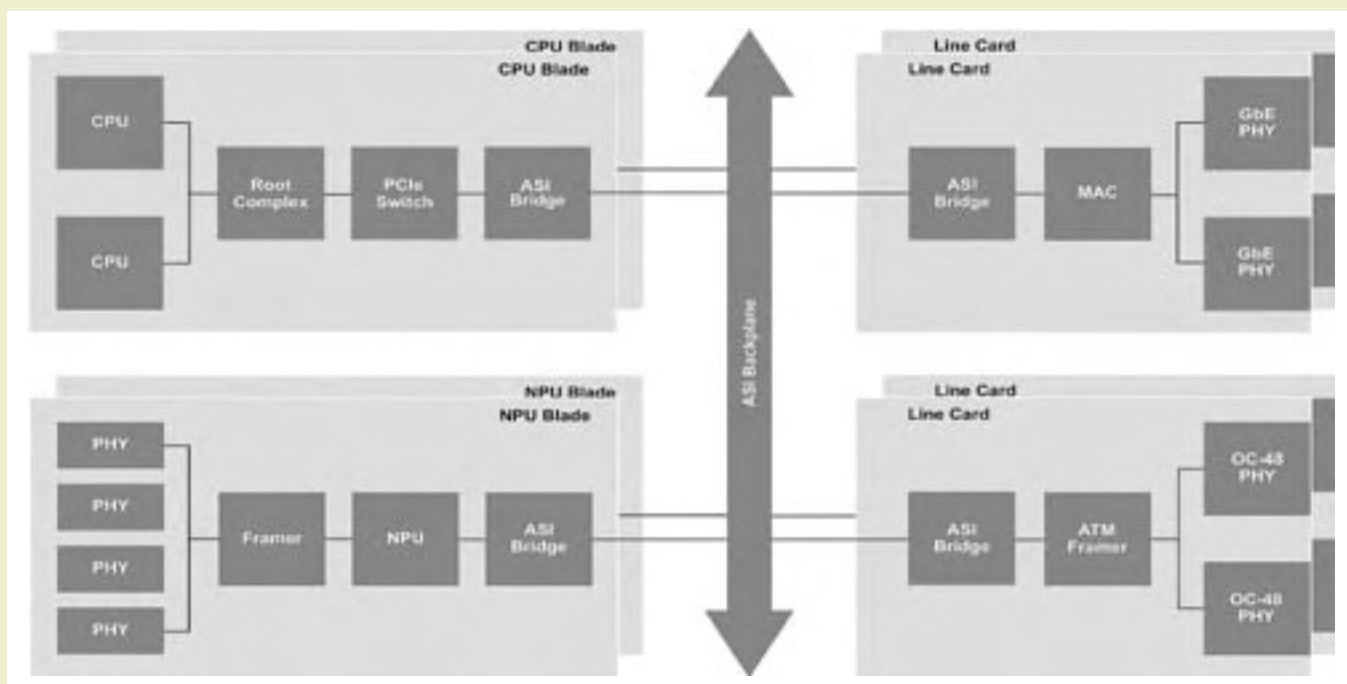 CPU Blade
CPU Blade
CPU
CPU
Root
Complex
PCIe
Switch
ASI
Bridge
ASI Backplane
Line Card
Line Card
ASI
Bridge
MAC
GbE
PHY
GbE
PHY
NPU Blade
NPU Blade
PHY
PHY
PHY
PHY
Framer
NPU
ASI
Bridge
Line Card
Line Card
ASI
Bridge
ATM
Framer
OC-48
PHY
OC-48
PHY